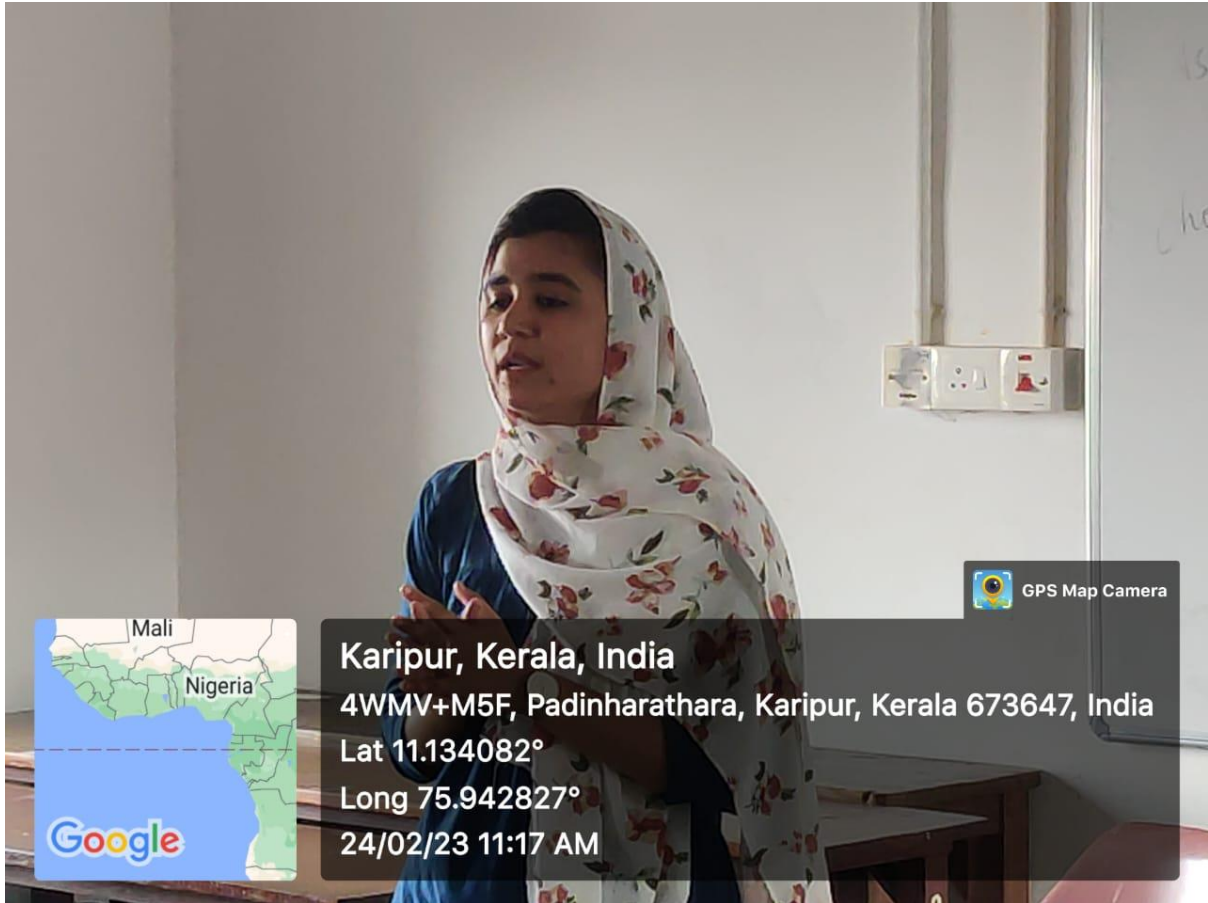 GPS Map Camera
Mali
Nigeria
Google
Karipur, Kerala, India
4WMV+M5F, Padinharathara, Karipur, Kerala 673647, India
Lat 11.134082°
Long 75.942827°
24/02/23 11:17 AM